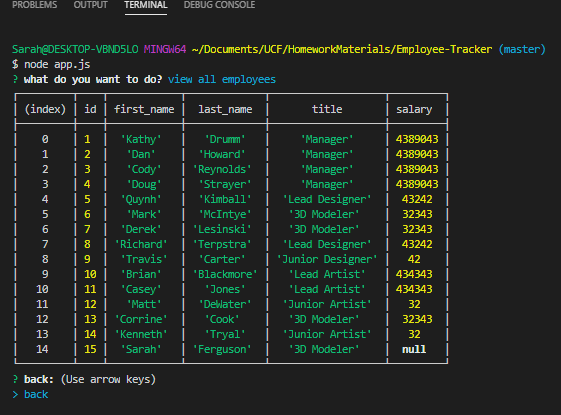 PROBLEMS OUTPUT TERMINAL DEBUG CONSOLE
Sarah@DESKTOP-VBND5LO MINGW64 ~/Documents/UCF/HomeworkMaterials/Employee-Tracker (master)
$ node app.js
? what do you want to do? view all employees
(index) id first_name last_name title salary
0 1 'Kathy' 'Drumm' 'Manager' 4389043
1 2 'Dan' 'Howard' 'Manager' 4389043
2 3 'Cody' 'Reynolds' 'Manager' 4389043
3 4 'Doug' 'Strayer' 'Manager' 4389043
4 5 'Quynh' 'Kimball' 'Lead Designer' 43242
5 6 'Mark' 'McIntye' '3D Modeler' 32343
6 7 'Derek' 'Lesinski' '3D Modeler' 32343
7 8 'Richard' 'Terpstra' 'Lead Designer' 43242
8 9 'Travis' 'Carter' 'Junior Designer' 42
9 10 'Brian' 'Blackmore' 'Lead Artist' 434343
10 11 'Casey' 'Jones' 'Lead Artist' 434343
11 12 'Matt' 'DeWater' 'Junior Artist' 32
12 13 'Corrine' 'Cook' '3D Modeler' 32343
13 14 'Kenneth' 'Tryal' 'Junior Artist' 32
14 15 'Sarah' 'Ferguson' '3D Modeler' null
? back: (Use arrow keys)
> back